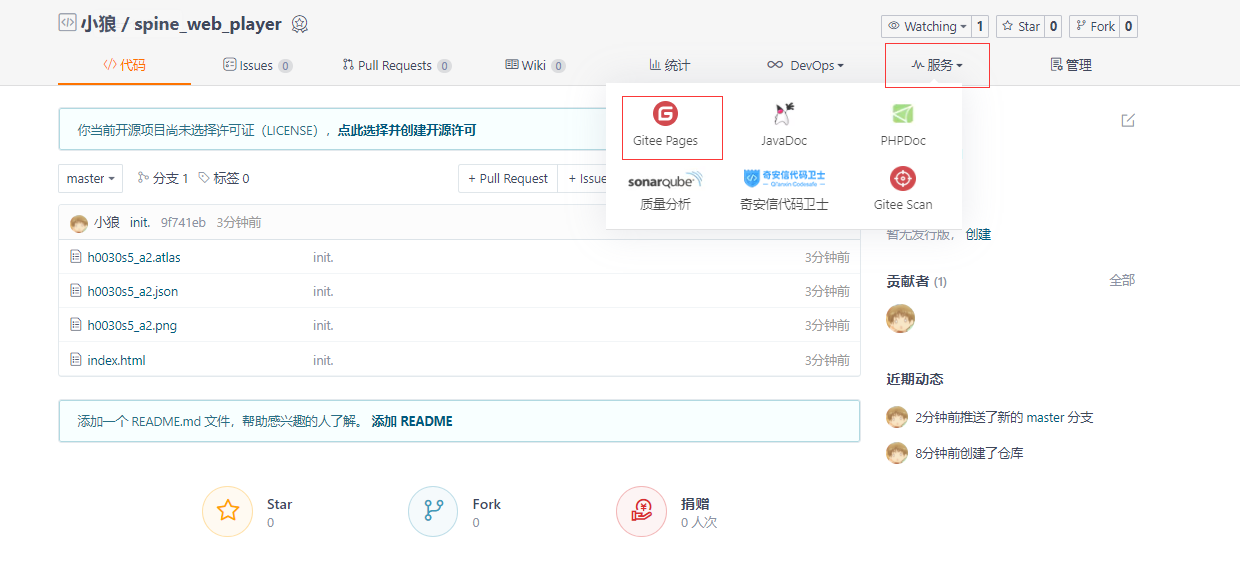 小狼 / spine_web_player
Watching 1 Star 0 Fork 0
代码 Issues 0 Pull Requests 0 Wiki 0 统计 DevOps 服务 管理
你当前开源项目尚未选择许可证（LICENSE），点此选择并创建开源许可
Gitee Pages JavaDoc PHPDoc
sonarqube 奇安信代码卫士
Qi'anxin Codesafe
质量分析 奇安信代码卫士 Gitee Scan
master 分支 1 标签 0 + Pull Request + Issue
小狼 init. 9f741eb 3分钟前
h0030s5_a2.atlas init. 3分钟前
h0030s5_a2.json init. 3分钟前
h0030s5_a2.png init. 3分钟前
index.html init. 3分钟前
添加一个 README.md 文件，帮助感兴趣的人了解。 添加 README
Star
0
Fork
0
捐赠
0 人次
暂无发行版， 创建
贡献者 (1) 全部
近期动态
2分钟前推送了新的 master 分支
8分钟前创建了仓库